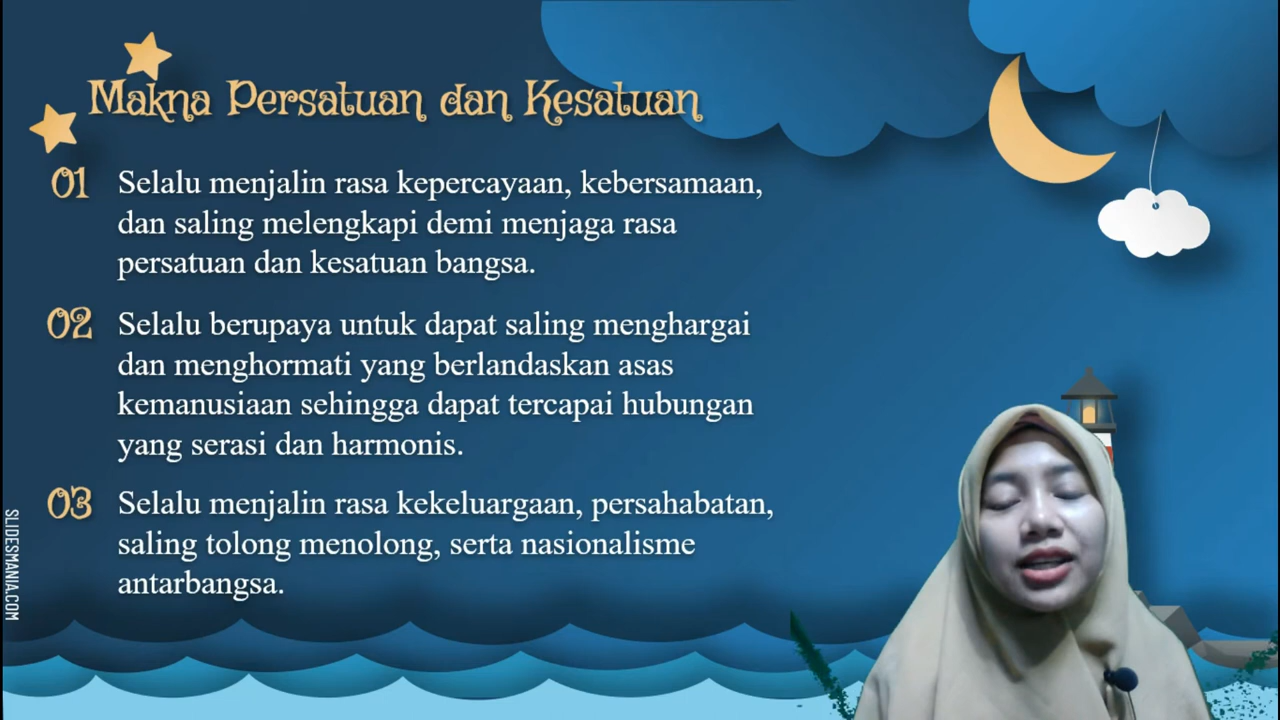 Makna Persatuan dan Kesatuan
01 Selalu menjalin rasa kepercayaan, kebersamaan,
dan saling melengkapi demi menjaga rasa
persatuan dan kesatuan bangsa.
02 Selalu berupaya untuk dapat saling menghargai
dan menghormati yang berlandaskan asas
kemanusiaan sehingga dapat tercapai hubungan
yang serasi dan harmonis.
03 Selalu menjalin rasa kekeluargaan, persahabatan,
saling tolong menolong, serta nasionalisme
antarbangsa.
SLIDESMANIA.COM